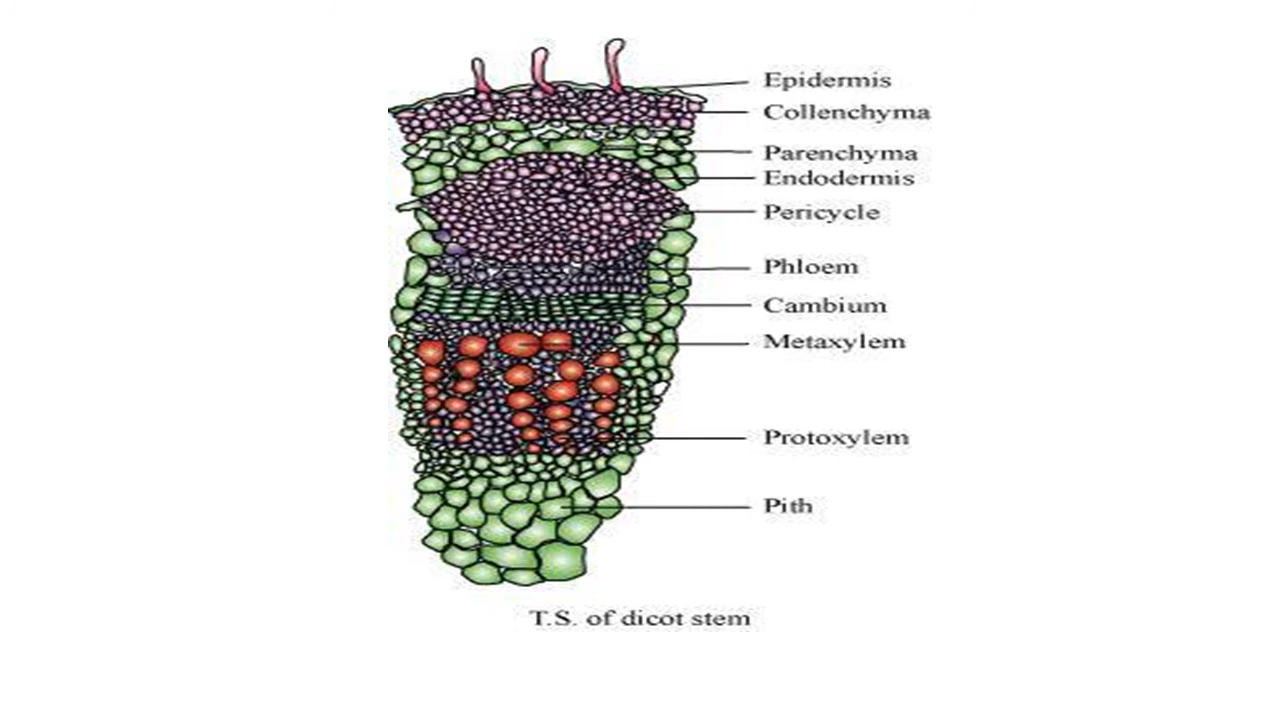 Epidermis
Collenchyma
Parenchyma
Endodermis
Pericycle
Phloem
Cambium
Metaxylem
Protoxylem
Pith
T.S. of dicot stem